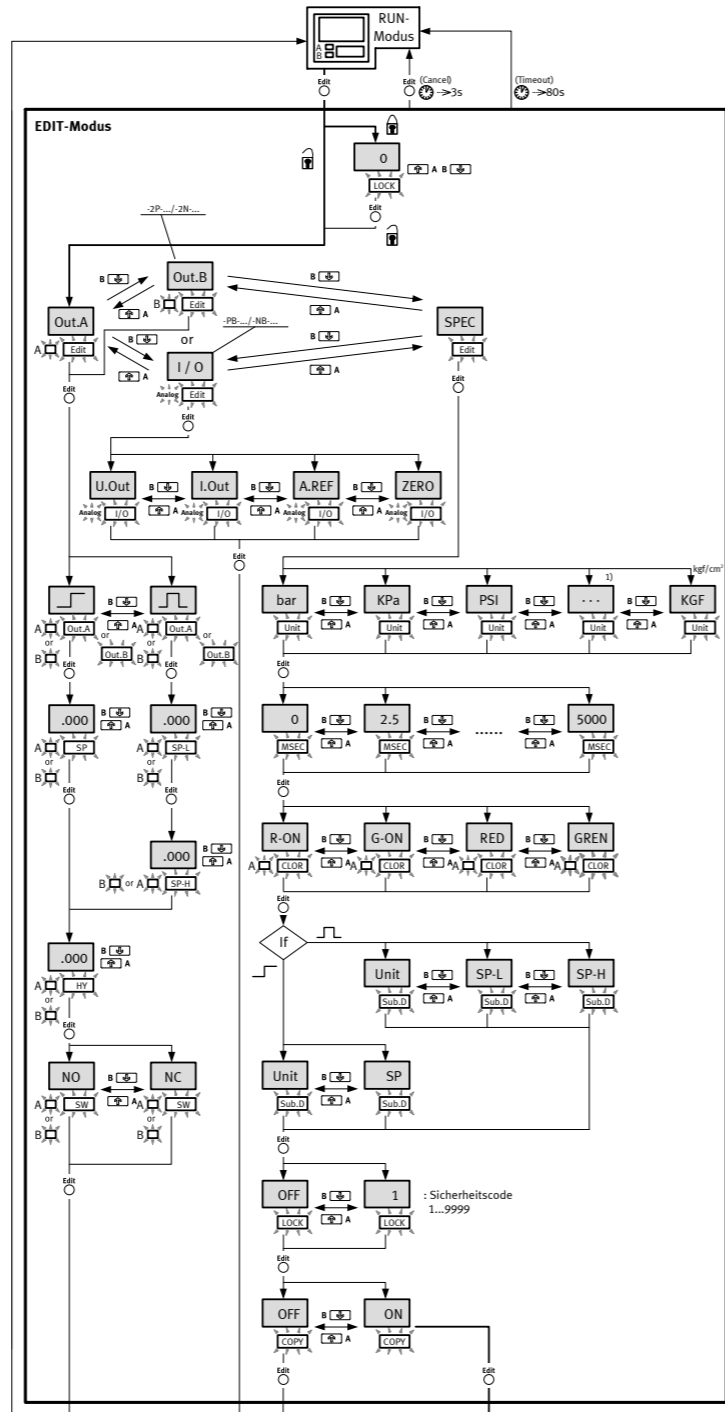 RUN-
Modus
A
B
Edit
Edit
(Cancel)
->3s
(Timeout)
->80s
EDIT-Modus
0
A B
LOCK
Edit
-2P-.../-2N-...
Out.B
B
A
B Edit
B
A
Out.A
A Edit
or
B
A
-PB-.../-NB-...
I / O
Analog Edit
B
A
SPEC
Edit
Edit
Edit
Edit
U.Out B I.Out B A.REF B ZERO
Analog I/O A Analog I/O A Analog I/O A Analog I/O
Edit
kgf/cm²
1)
bar B KPa B PSI B ... B KGF
Unit A Unit A Unit A Unit A Unit
Edit
B
A Out.A A A Out.A
or or or or
B Out.B B Out.B
Edit Edit
.000 B .000 B
A A
A SP A SP-L
or or
B B
Edit Edit
0 B 2.5 B ...... B 5000
MSEC A MSEC A A MSEC
Edit
.000 B
A
B or A SP-H
R-ON B G-ON B RED B GREN
A CLOR A A CLOR A A CLOR A A CLOR
Edit
If
.000 B
A
A HY
or
B
Edit
Unit B SP-L B SP-H
Sub.D A Sub.D A Sub.D
NO B NC
A SW A A SW
or or
B B
Edit
Unit B SP
Sub.D A Sub.D
Edit
OFF B 1 : Sicherheitscode
LOCK A LOCK 1...9999
Edit
OFF B ON
COPY A COPY
Edit Edit